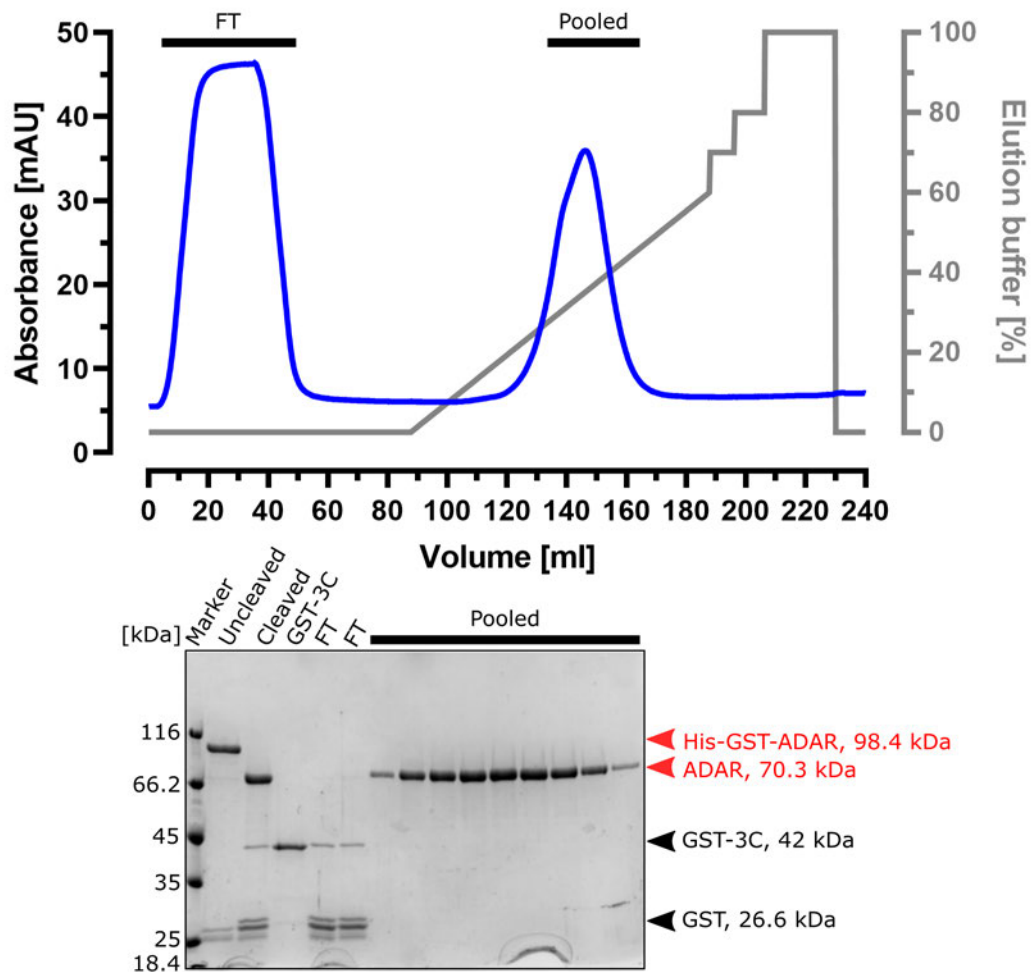 FT
Pooled
50
40
30
20
10
0
Absorbance [mAU]
100
80
60
40
20
0
Elution buffer [%]
0 20 40 60 80 100 120 140 160 180 200 220 240
Volume [ml]
[kDa]
Marker
Uncleaved
Cleaved
GST-3C
FT
FT
Pooled
116
66.2
45
35
25
18.4
His-GST-ADAR, 98.4 kDa
ADAR, 70.3 kDa
GST-3C, 42 kDa
GST, 26.6 kDa